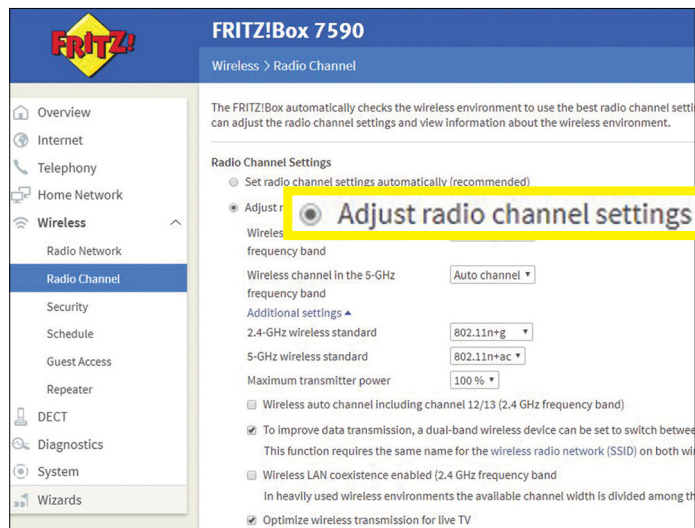 FRITZ!
FRITZ!Box 7590
Wireless > Radio Channel
Overview
Internet
Telephony
Home Network
Wireless
Radio Network
Radio Channel
Security
Schedule
Guest Access
Repeater
DECT
Diagnostics
System
Wizards
The FRITZ!Box automatically checks the wireless environment to use the best radio channel setti
can adjust the radio channel settings and view information about the wireless environment.
Radio Channel Settings
Set radio channel settings automatically (recommended)
Adjust r
Adjust radio channel settings
Wireles
frequency band
Wireless channel in the 5-GHz Auto channel
frequency band
Additional settings
2.4-GHz wireless standard 802.11n+g
5-GHz wireless standard 802.11n+ac
Maximum transmitter power 100 %
Wireless auto channel including channel 12/13 (2.4 GHz frequency band)
To improve data transmission, a dual-band wireless device can be set to switch betwee
This function requires the same name for the wireless radio network (SSID) on both wi
Wireless LAN coexistence enabled (2.4 GHz frequency band
In heavily used wireless environments the available channel width is divided among th
Optimize wireless transmission for live TV